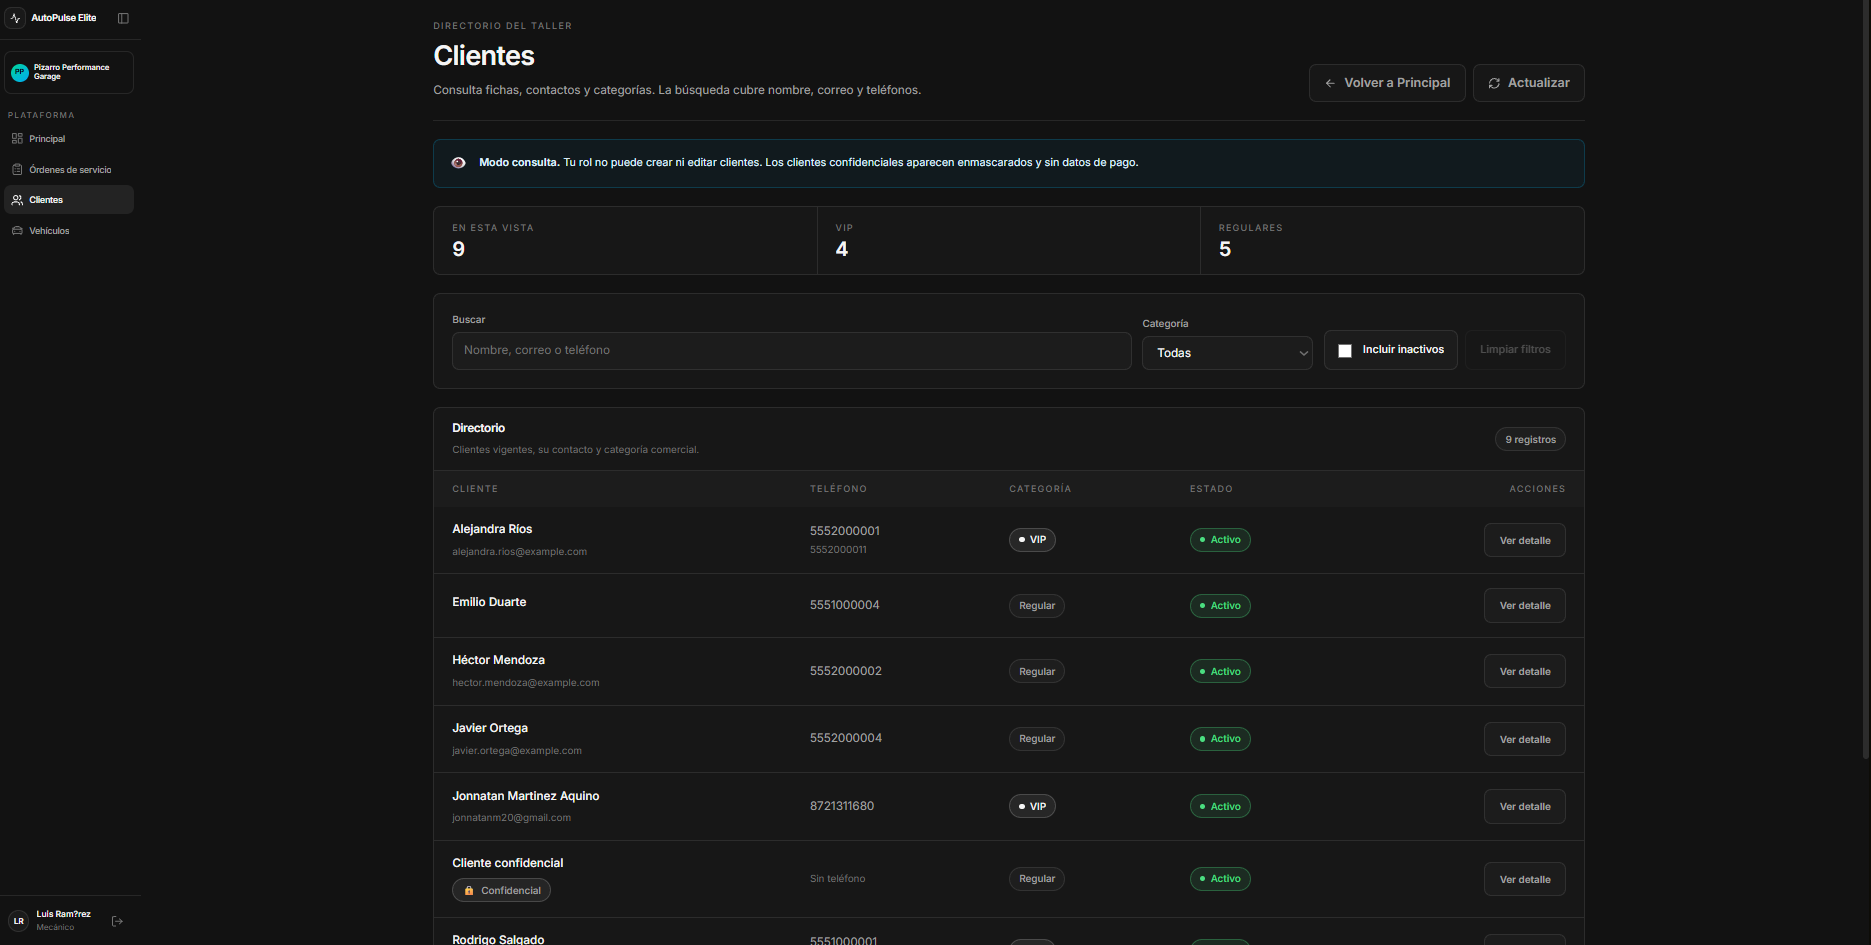 AutoPulse Elite
PP
Pizarro Performance
Garage
PLATAFORMA
Principal
Órdenes de servicio
Clientes
Vehículos
LR
Luis Ram?rez
Mecánico
DIRECTORIO DEL TALLER
Clientes
Consulta fichas, contactos y categorías. La búsqueda cubre nombre, correo y teléfonos.
Volver a Principal
Actualizar
Modo consulta. Tu rol no puede crear ni editar clientes. Los clientes confidenciales aparecen enmascarados y sin datos de pago.
EN ESTA VISTA
9
VIP
4
REGULARES
5
Buscar
Nombre, correo o teléfono
Categoría
Todas
Incluir inactivos
Limpiar filtros
Directorio
Clientes vigentes, su contacto y categoría comercial.
9 registros
CLIENTE TELÉFONO CATEGORÍA ESTADO ACCIONES
Alejandra Ríos
alejandra.rios@example.com
5552000001
5552000011
VIP
Activo
Ver detalle
Emilio Duarte
5551000004
Regular
Activo
Ver detalle
Héctor Mendoza
hector.mendoza@example.com
5552000002
Regular
Activo
Ver detalle
Javier Ortega
javier.ortega@example.com
5552000004
Regular
Activo
Ver detalle
Jonnatan Martinez Aquino
jonnatanm20@gmail.com
8721311680
VIP
Activo
Ver detalle
Cliente confidencial
Confidencial
Sin teléfono
Regular
Activo
Ver detalle
Rodrigo Salgado
5551000001